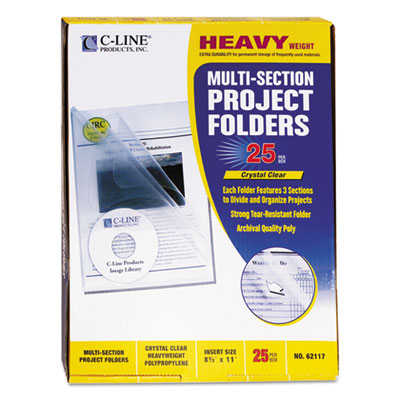 C-LINE
PRODUCTS, INC.
HEAVY WEIGHT
EXTRA DURABILITY for permanent storage of frequently used materials.
MULTI-SECTION
PROJECT
FOLDERS
25 PER BOX
Crystal Clear
Each Folder Features 3 Sections
to Divide and Organize Projects
Strong Tear-Resistant Folder
Archival Quality Poly
C-LINE
C-Line Products
Image Library
MULTI-SECTION
PROJECT FOLDERS
CRYSTAL CLEAR
HEAVYWEIGHT
POLYPROPYLENE
INSERT SIZE
8½" x 11"
25 PER BOX
NO. 62117